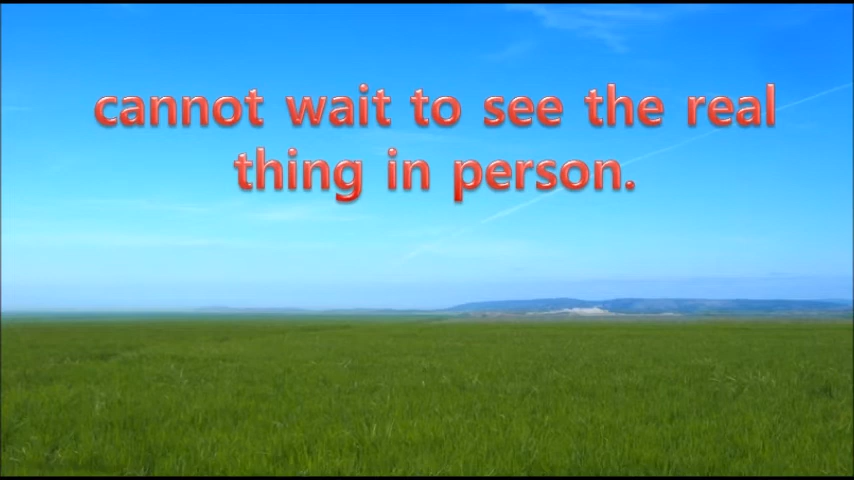 cannot wait to see the real
thing in person.